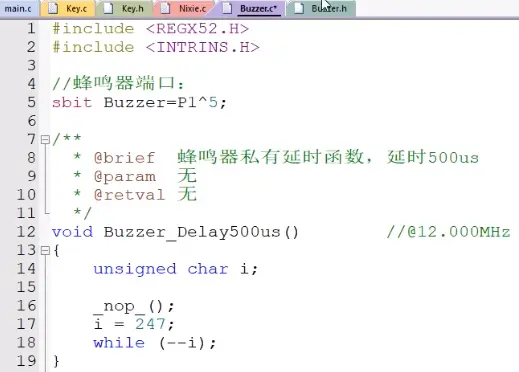 main.c Key.c Key.h Nixie.c Buzzer.c* Buzzer.h
1 #include <REGX52.H>
2 #include <INTRINS.H>
3
4 //蜂鸣器端口：
5 sbit Buzzer=P1^5;
6
7 /**
8 * @brief 蜂鸣器私有延时函数，延时500us
9 * @param 无
10 * @retval 无
11 */
12 void Buzzer_Delay500us() //@12.000MHz
13 {
14 unsigned char i;
15
16 _nop_();
17 i = 247;
18 while (--i);
19 }